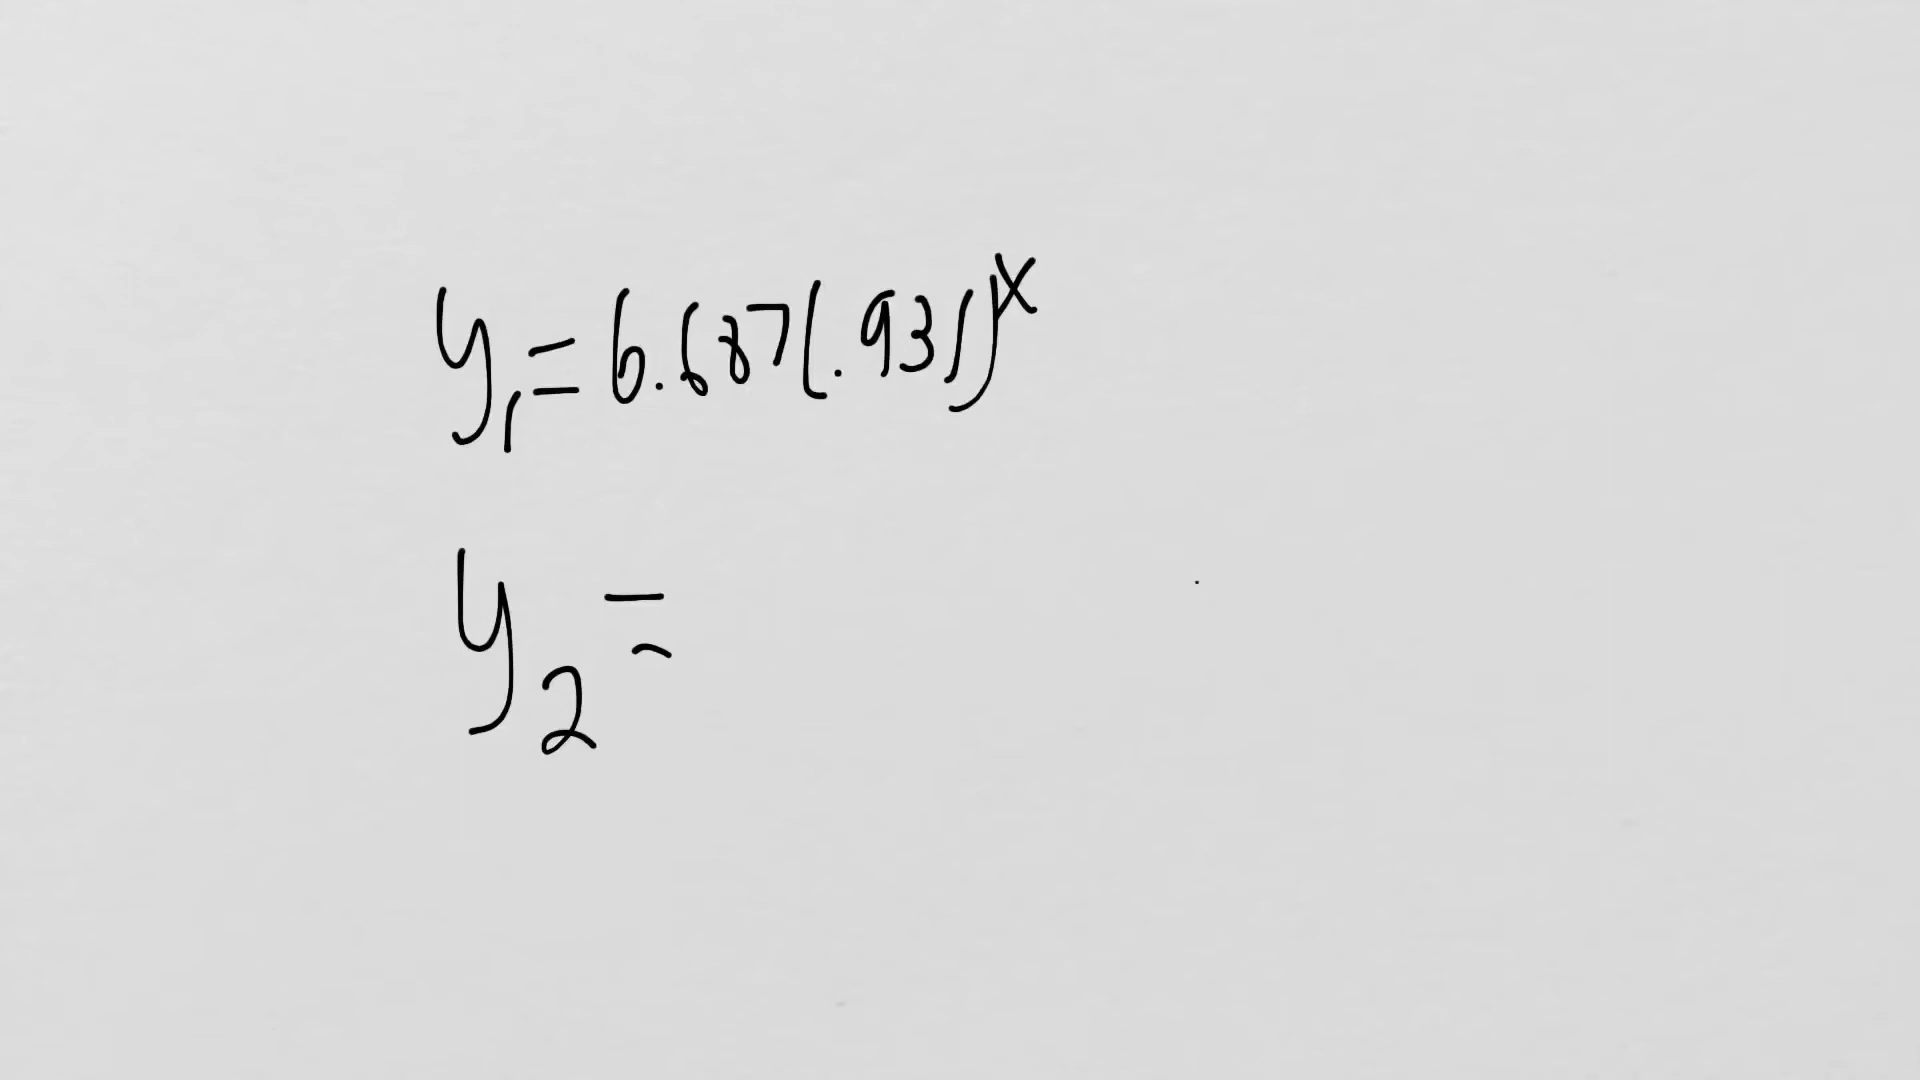 y₁ = 6.687(.931)ˣ
y₂ =